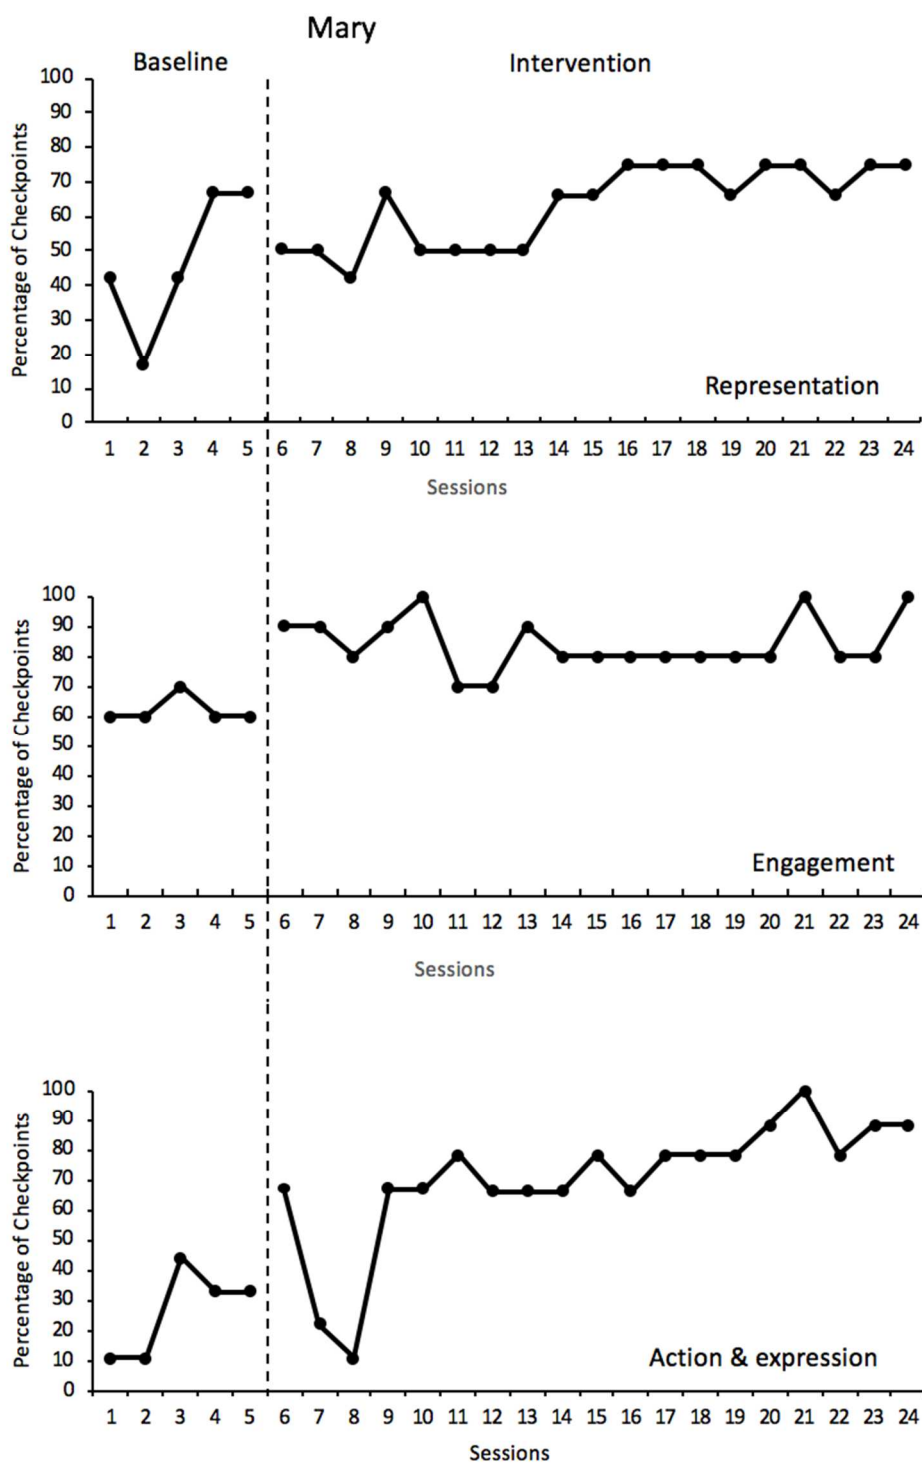 Mary
Baseline Intervention
Percentage of Checkpoints
100
90
80
70
60
50
40
30
20
10
0
Representation
1 2 3 4 5 6 7 8 9 10 11 12 13 14 15 16 17 18 19 20 21 22 23 24
Sessions
Percentage of Checkpoints
100
90
80
70
60
50
40
30
20
10
0
Engagement
1 2 3 4 5 6 7 8 9 10 11 12 13 14 15 16 17 18 19 20 21 22 23 24
Sessions
Percentage of Checkpoints
100
90
80
70
60
50
40
30
20
10
0
Action & expression
1 2 3 4 5 6 7 8 9 10 11 12 13 14 15 16 17 18 19 20 21 22 23 24
Sessions